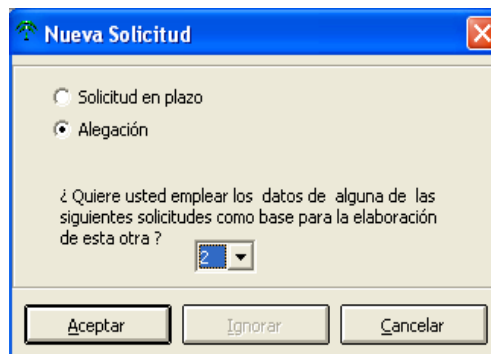 Nueva Solicitud
Solicitud en plazo
Alegación
¿ Quiere usted emplear los datos de alguna de las
siguientes solicitudes como base para la elaboración
de esta otra ?
2
Aceptar
Ignorar
Cancelar